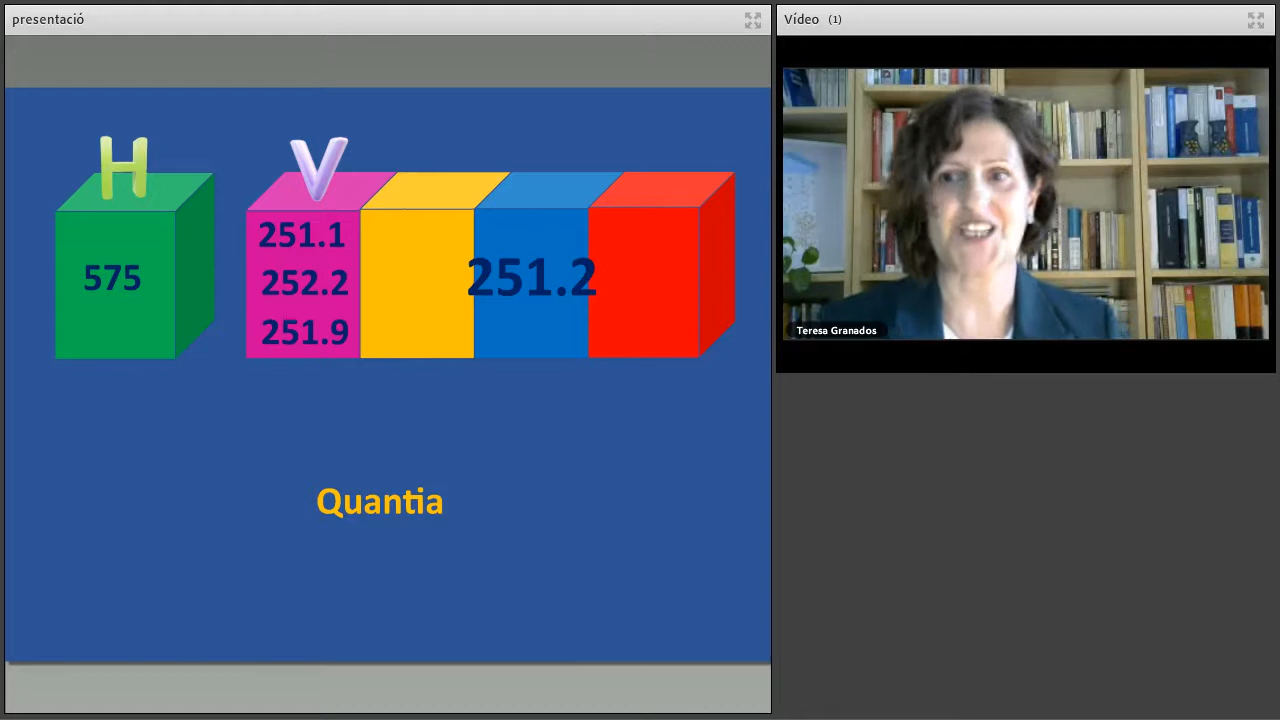 presentació
Vídeo (1)
H
V
575
251.1
252.2
251.9
251.2
Quantia
Teresa Granados